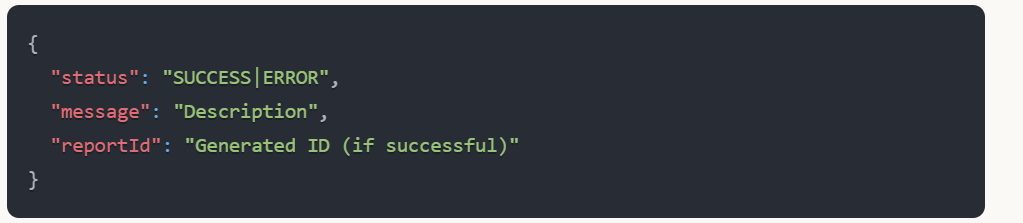 {
"status": "SUCCESS|ERROR",
"message": "Description",
"reportId": "Generated ID (if successful)"
}